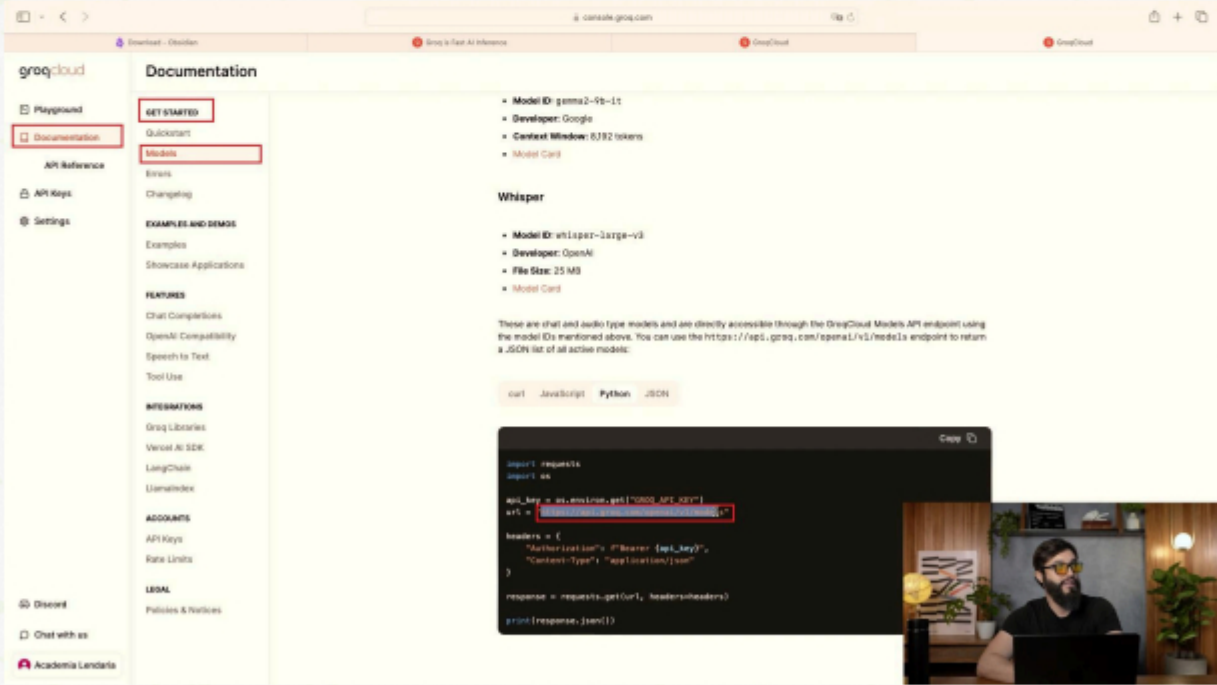 console.groq.com
Download - Obsidian
Groq is Fast AI Inference
GroqCloud
GroqCloud
groqcloud
Documentation
Playground
Documentation
API Reference
API Keys
Settings
GET STARTED
Quickstart
Models
Errors
Changelog
EXAMPLES AND DEMOS
Examples
Showcase Applications
FEATURES
Chat Completions
OpenAI Compatibility
Speech to Text
Tool Use
INTEGRATIONS
Groq Libraries
Vercel AI SDK
LangChain
LlamaIndex
ACCOUNTS
API Keys
Rate Limits
LEGAL
Policies & Notices
Discord
Chat with us
Academia Lendaria
Model ID: gemma2-9b-it
Developer: Google
Context Window: 8,192 tokens
Model Card
Whisper
Model ID: whisper-large-v3
Developer: OpenAI
File Size: 25 MB
Model Card
These are chat and audio type models and are directly accessible through the GroqCloud Models API endpoint using
the model IDs mentioned above. You can use the https://api.groq.com/openai/v1/models endpoint to return
a JSON list of all active models:
curl JavaScript Python JSON
Copy
import requests
import os
api_key = os.environ.get("GROQ_API_KEY")
url = "https://api.groq.com/openai/v1/models"
headers = {
"Authorization": f"Bearer {api_key}",
"Content-Type": "application/json"
}
response = requests.get(url, headers=headers)
print(response.json())